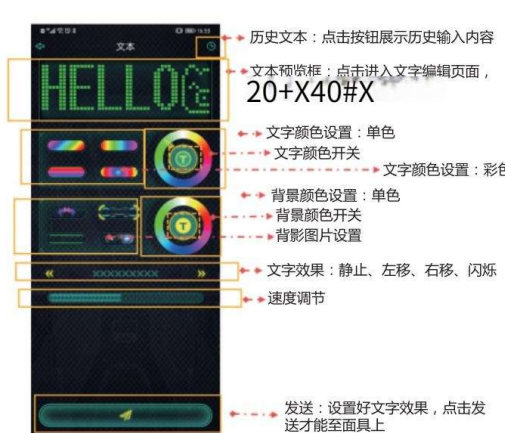 16:55
文本
历史文本：点击按钮展示历史输入内容
HELLO
文本预览框：点击进入文字编辑页面，
20+X40#X
文字颜色设置：单色
文字颜色开关
T
文字颜色设置：彩色
背景颜色设置：单色
背景颜色开关
T
背影图片设置
« XXXXXXXXX »
文字效果：静止、左移、右移、闪烁
速度调节
发送：设置好文字效果，点击发
送才能至面具上